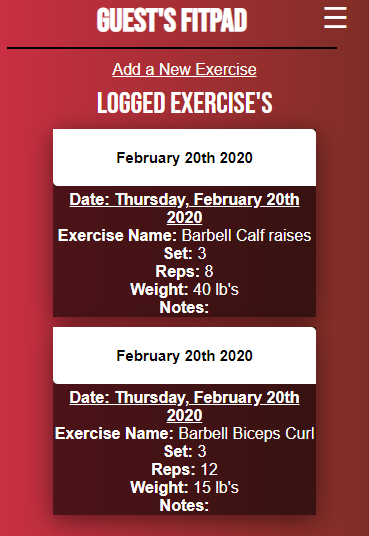 GUEST'S FITPAD
Add a New Exercise
LOGGED EXERCISE'S
February 20th 2020
Date: Thursday, February 20th
2020
Exercise Name: Barbell Calf raises
Set: 3
Reps: 8
Weight: 40 lb's
Notes:
February 20th 2020
Date: Thursday, February 20th
2020
Exercise Name: Barbell Biceps Curl
Set: 3
Reps: 12
Weight: 15 lb's
Notes: